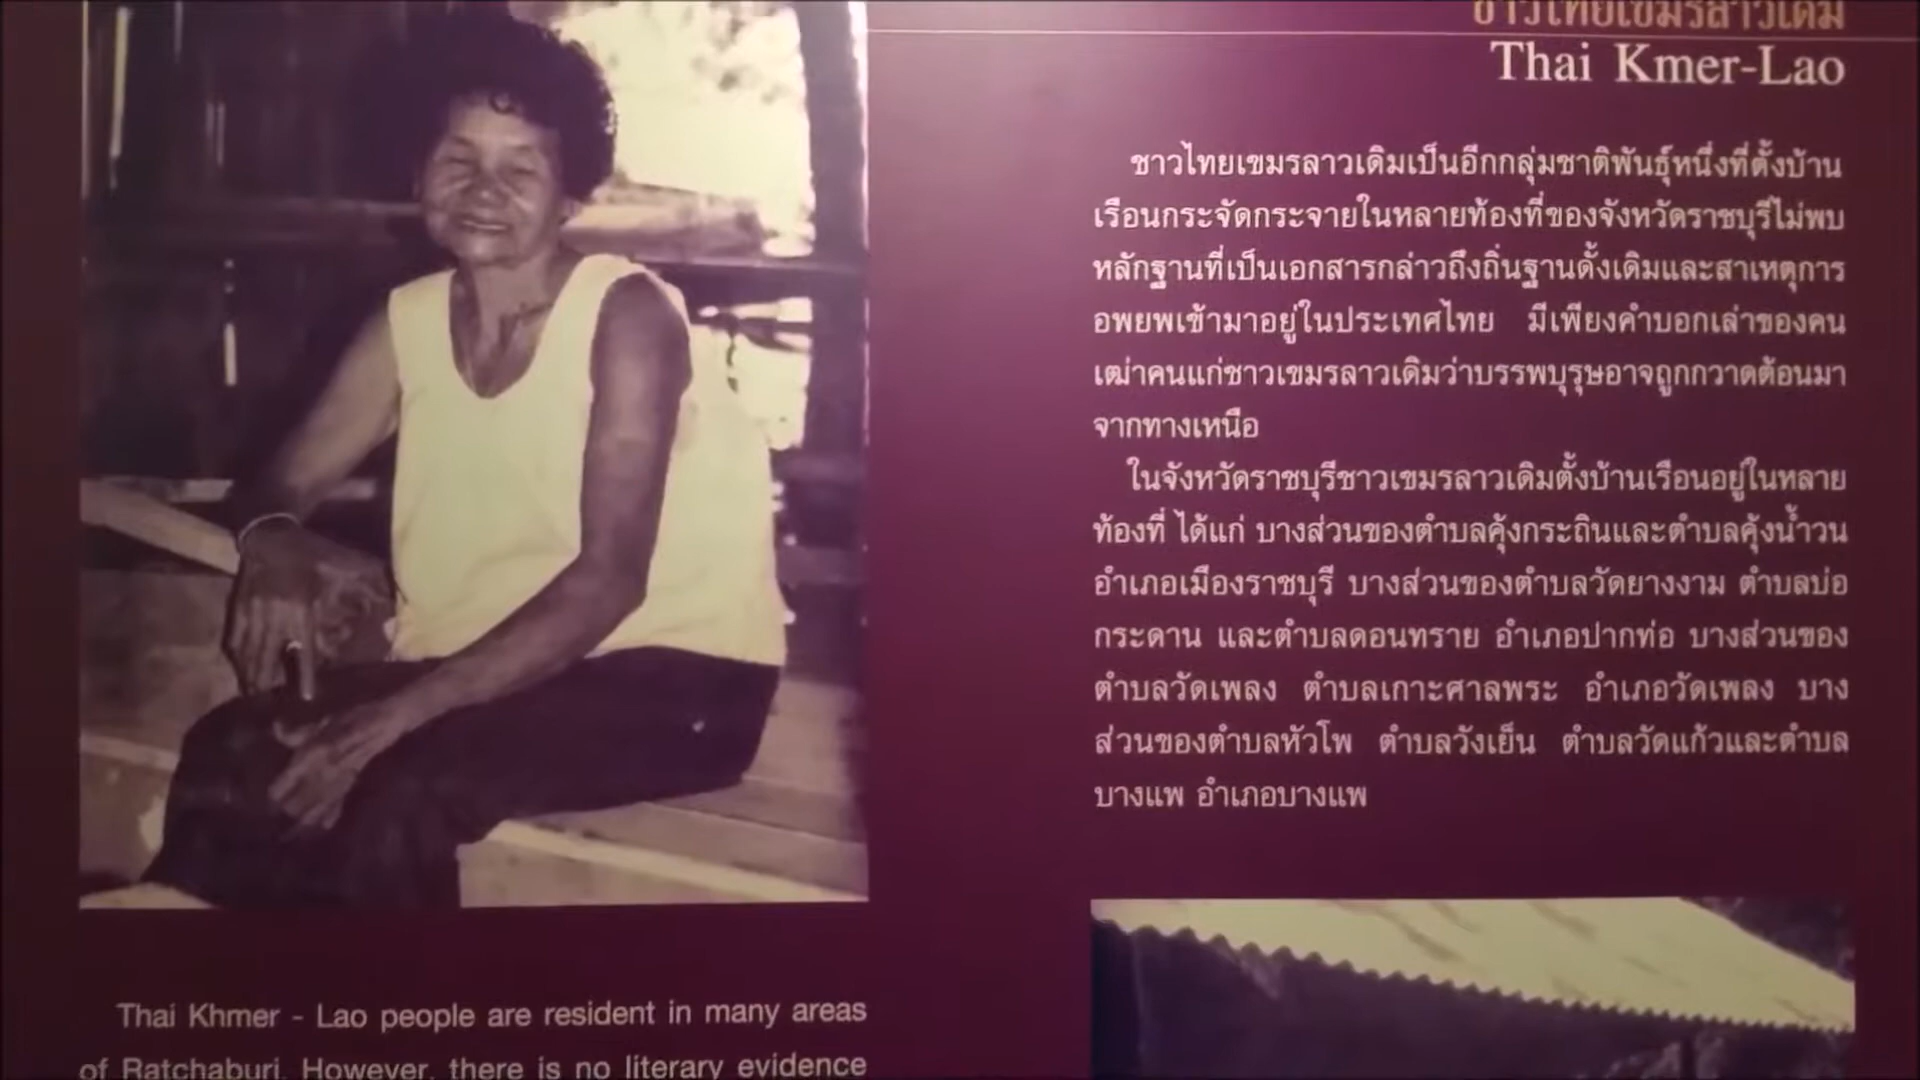 ชาวไทยเขมรลาวเดิม
Thai Kmer-Lao
ชาวไทยเขมรลาวเดิมเป็นอีกกลุ่มชาติพันธุ์หนึ่งที่ตั้งบ้าน
เรือนกระจัดกระจายในหลายท้องที่ของจังหวัดราชบุรีไม่พบ
หลักฐานที่เป็นเอกสารกล่าวถึงถิ่นฐานดั้งเดิมและสาเหตุการ
อพยพเข้ามาอยู่ในประเทศไทย มีเพียงคำบอกเล่าของคน
เฒ่าคนแก่ชาวเขมรลาวเดิมว่าบรรพบุรุษอาจถูกกวาดต้อนมา
จากทางเหนือ
ในจังหวัดราชบุรีชาวเขมรลาวเดิมตั้งบ้านเรือนอยู่ในหลาย
ท้องที่ ได้แก่ บางส่วนของตำบลคุ้งกระถินและตำบลคุ้งน้ำวน
อำเภอเมืองราชบุรี บางส่วนของตำบลวัดยางงาม ตำบลบ่อ
กระดาน และตำบลดอนทราย อำเภอปากท่อ บางส่วนของ
ตำบลวัดเพลง ตำบลเกาะศาลพระ อำเภอวัดเพลง บาง
ส่วนของตำบลหัวโพ ตำบลวังเย็น ตำบลวัดแก้วและตำบล
บางแพ อำเภอบางแพ
Thai Khmer - Lao people are resident in many areas
of Ratchaburi. However, there is no literary evidence